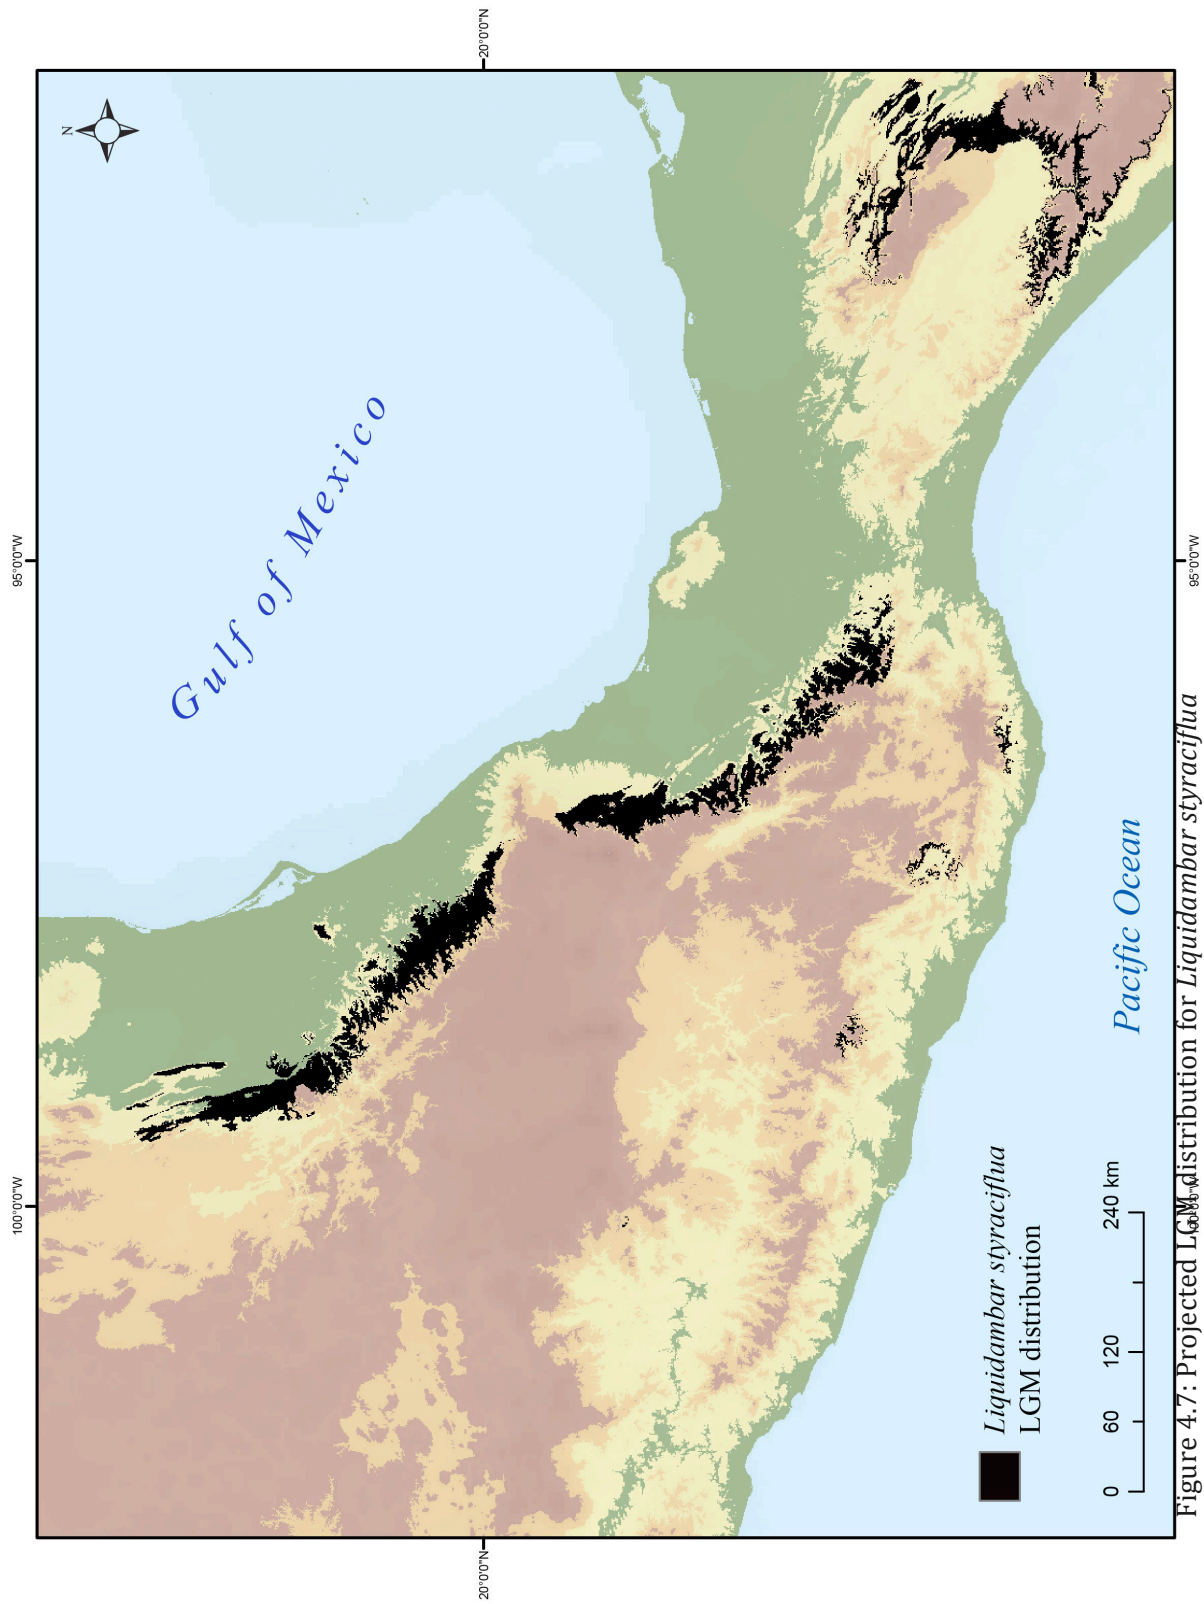 100°0'0"W
95°0'0"W
N
20°0'0"N
20°0'0"N
Gulf of Mexico
Pacific Ocean
Liquidambar styraciflua
LGM distribution
0 60 120 240 km
95°0'0"W
Figure 4.7: Projected LGM distribution for Liquidambar styraciflua